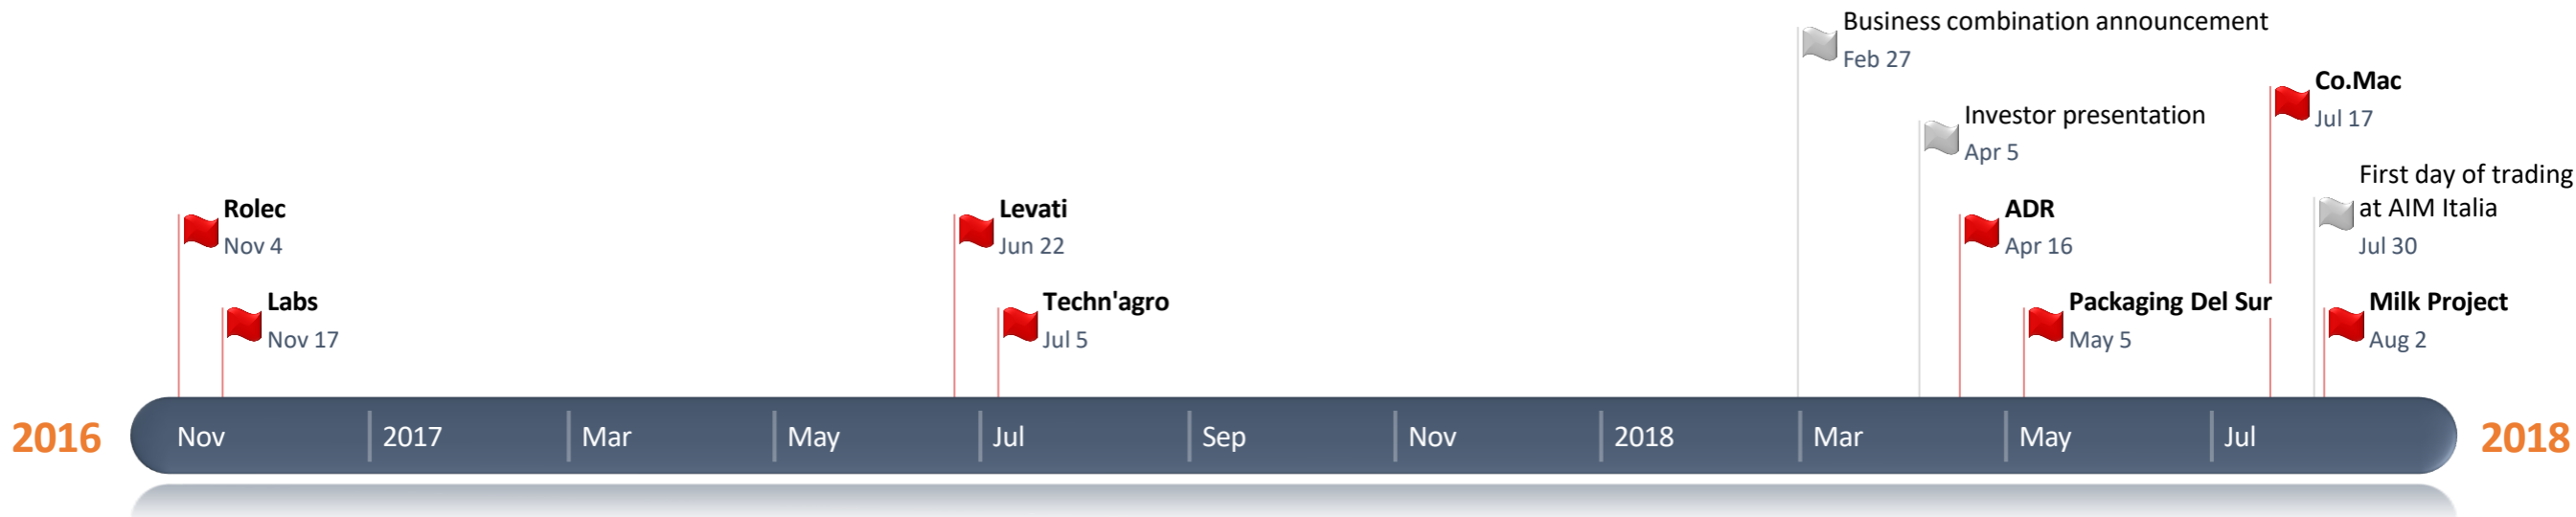 Business combination announcement
Feb 27
Co.Mac
Jul 17
Investor presentation
Apr 5
First day of trading
at AIM Italia
Jul 30
Rolec
Nov 4
Levati
Jun 22
ADR
Apr 16
Labs
Nov 17
Techn'agro
Jul 5
Packaging Del Sur
May 5
Milk Project
Aug 2
2016
Nov
2017
Mar
May
Jul
Sep
Nov
2018
Mar
May
Jul
2018